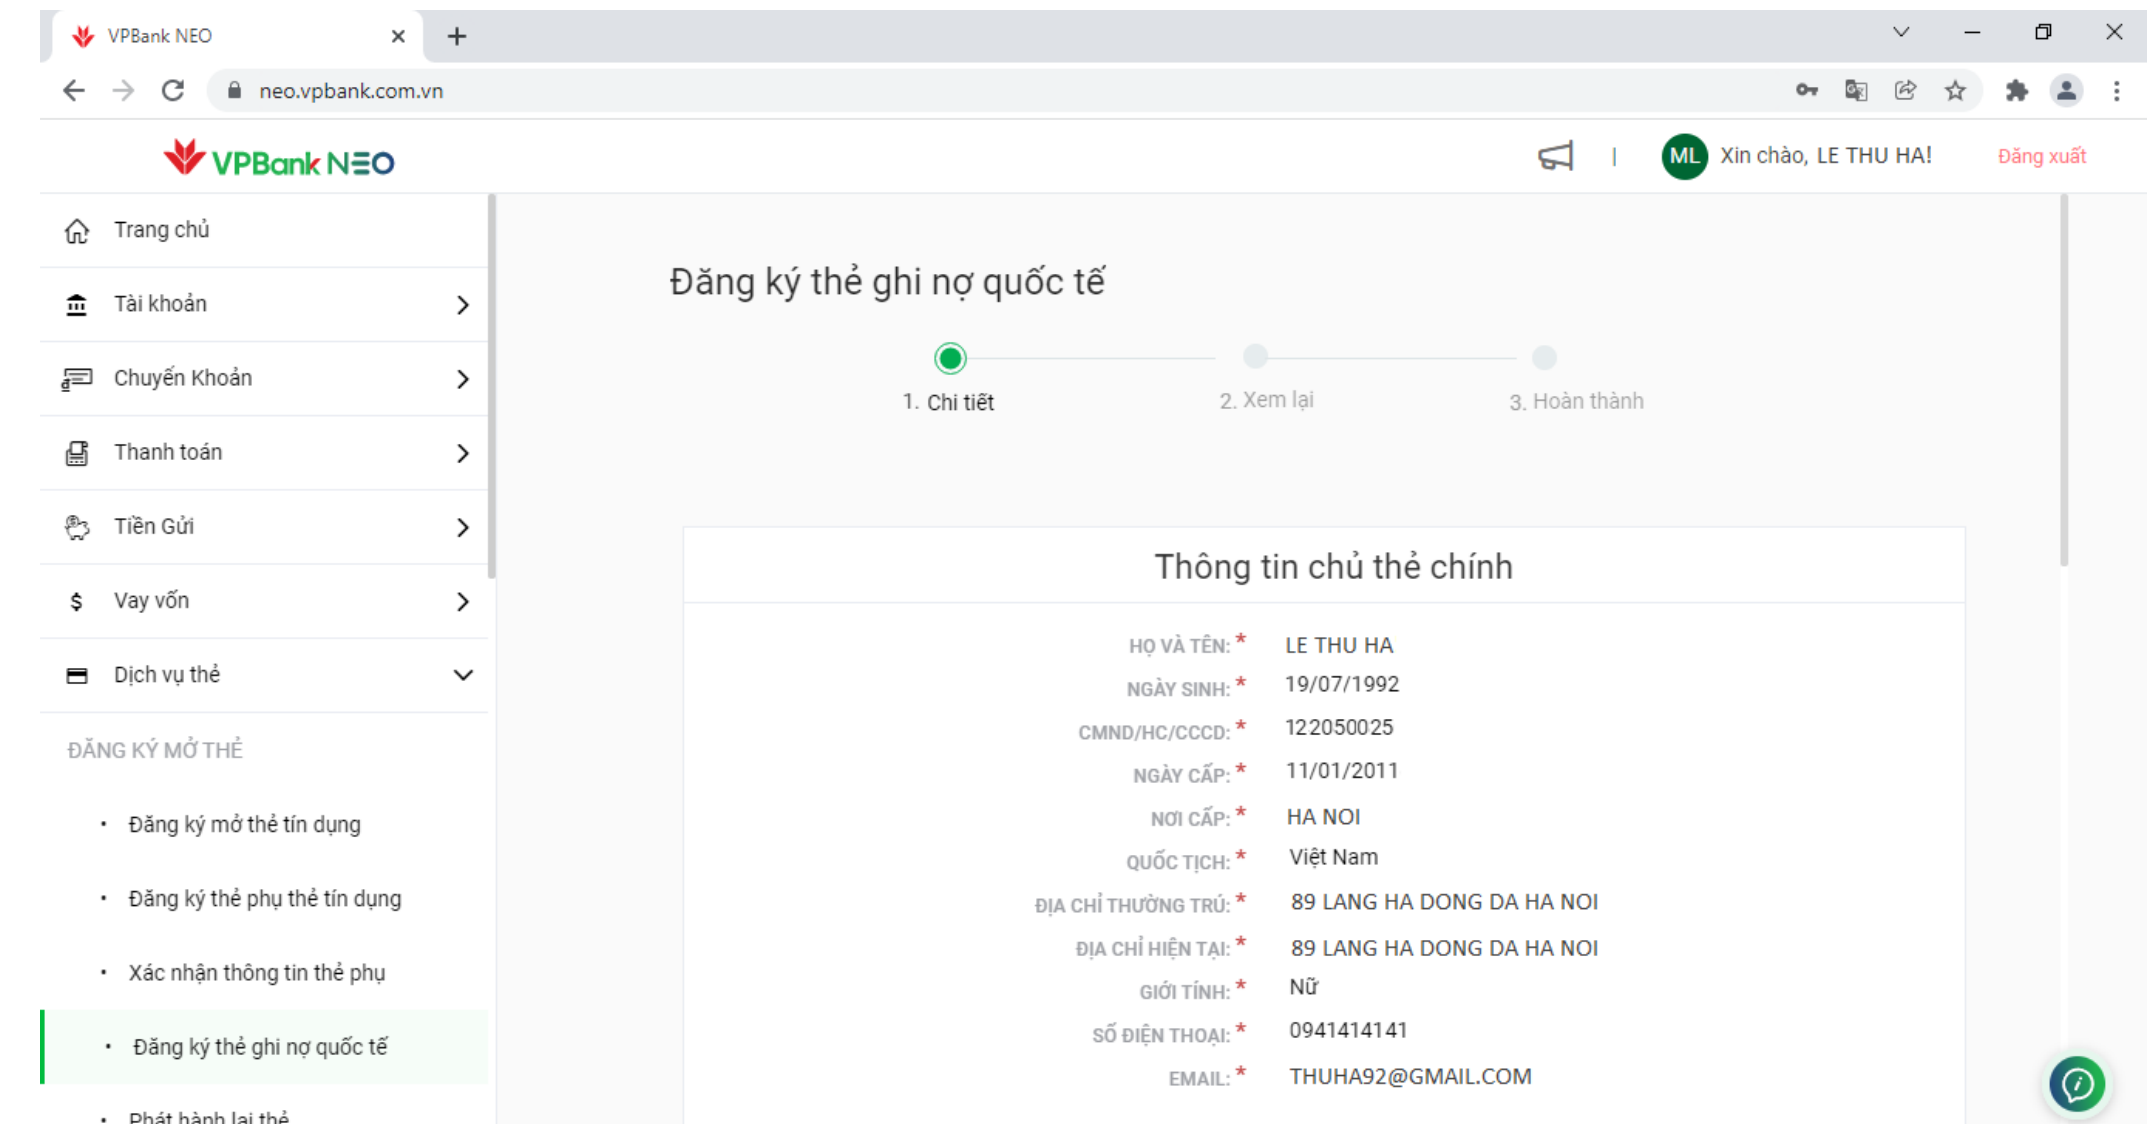 VPBank NEO
neo.vpbank.com.vn
VPBank NEO
ML Xin chào, LE THU HA! Đăng xuất
Trang chủ
Tài khoản
Chuyển Khoản
Thanh toán
Tiền Gửi
Vay vốn
Dịch vụ thẻ
ĐĂNG KÝ MỞ THẺ
Đăng ký mở thẻ tín dụng
Đăng ký thẻ phụ thẻ tín dụng
Xác nhận thông tin thẻ phụ
Đăng ký thẻ ghi nợ quốc tế
Phát hành lại thẻ
Đăng ký thẻ ghi nợ quốc tế
1. Chi tiết
2. Xem lại
3. Hoàn thành
Thông tin chủ thẻ chính
HỌ VÀ TÊN: * LE THU HA
NGÀY SINH: * 19/07/1992
CMND/HC/CCCD: * 122050025
NGÀY CẤP: * 11/01/2011
NƠI CẤP: * HA NOI
QUỐC TỊCH: * Việt Nam
ĐỊA CHỈ THƯỜNG TRÚ: * 89 LANG HA DONG DA HA NOI
ĐỊA CHỈ HIỆN TẠI: * 89 LANG HA DONG DA HA NOI
GIỚI TÍNH: * Nữ
SỐ ĐIỆN THOẠI: * 0941414141
EMAIL: * THUHA92@GMAIL.COM